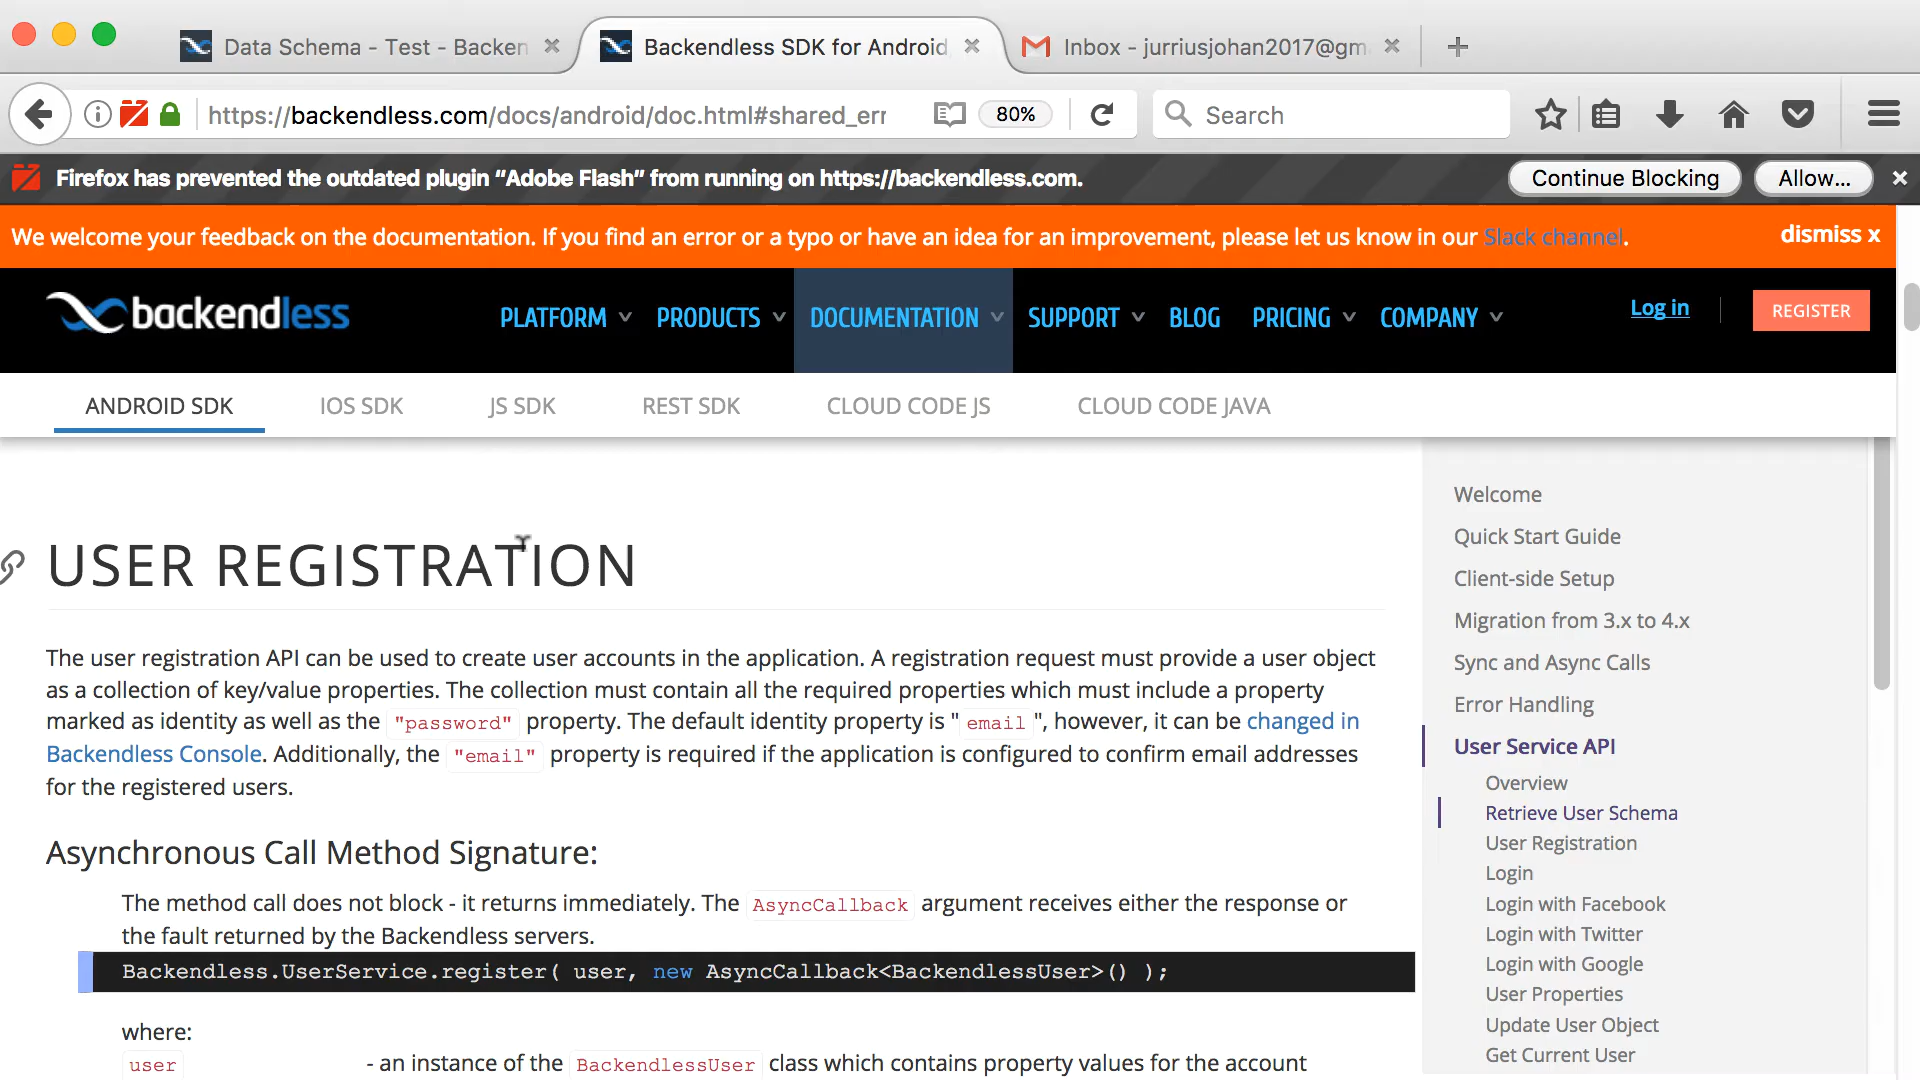 Data Schema - Test - Backen
Backendless SDK for Android
Inbox - jurriusjohan2017@gm
https://backendless.com/docs/android/doc.html#shared_err
80%
Search
Firefox has prevented the outdated plugin “Adobe Flash” from running on https://backendless.com.
Continue Blocking
Allow...
We welcome your feedback on the documentation. If you find an error or a typo or have an idea for an improvement, please let us know in our Slack channel.
dismiss x
backendless
PLATFORM
PRODUCTS
DOCUMENTATION
SUPPORT
BLOG
PRICING
COMPANY
Log in
REGISTER
ANDROID SDK
IOS SDK
JS SDK
REST SDK
CLOUD CODE JS
CLOUD CODE JAVA
USER REGISTRATION
The user registration API can be used to create user accounts in the application. A registration request must provide a user object
as a collection of key/value properties. The collection must contain all the required properties which must include a property
marked as identity as well as the "password" property. The default identity property is "email", however, it can be changed in
Backendless Console. Additionally, the "email" property is required if the application is configured to confirm email addresses
for the registered users.
Asynchronous Call Method Signature:
The method call does not block - it returns immediately. The AsyncCallback argument receives either the response or
the fault returned by the Backendless servers.
Backendless.UserService.register( user, new AsyncCallback<BackendlessUser>() );
where:
user - an instance of the BackendlessUser class which contains property values for the account
Welcome
Quick Start Guide
Client-side Setup
Migration from 3.x to 4.x
Sync and Async Calls
Error Handling
User Service API
Overview
Retrieve User Schema
User Registration
Login
Login with Facebook
Login with Twitter
Login with Google
User Properties
Update User Object
Get Current User